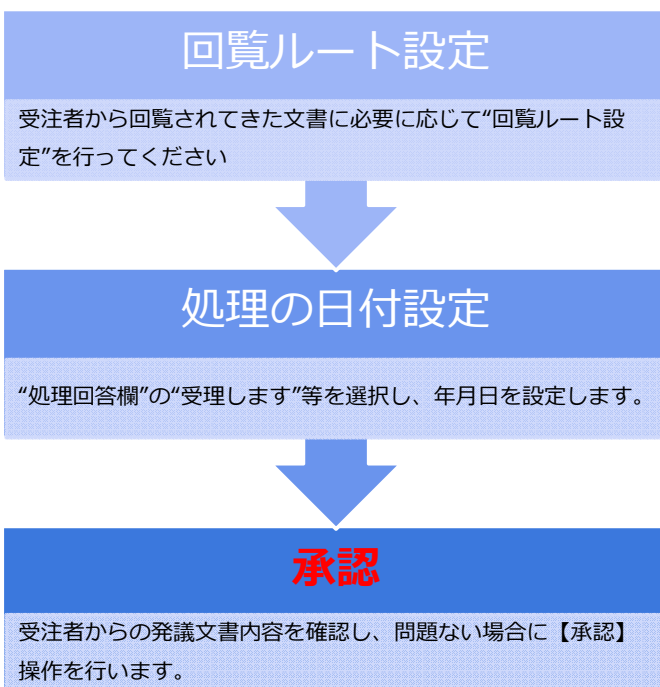 回覧ルート設定
受注者から回覧されてきた文書に必要に応じて“回覧ルート設
定”を行ってください
処理の日付設定
“処理回答欄”の“受理します”等を選択し、年月日を設定します。
承認
受注者からの発議文書内容を確認し、問題ない場合に【承認】
操作を行います。